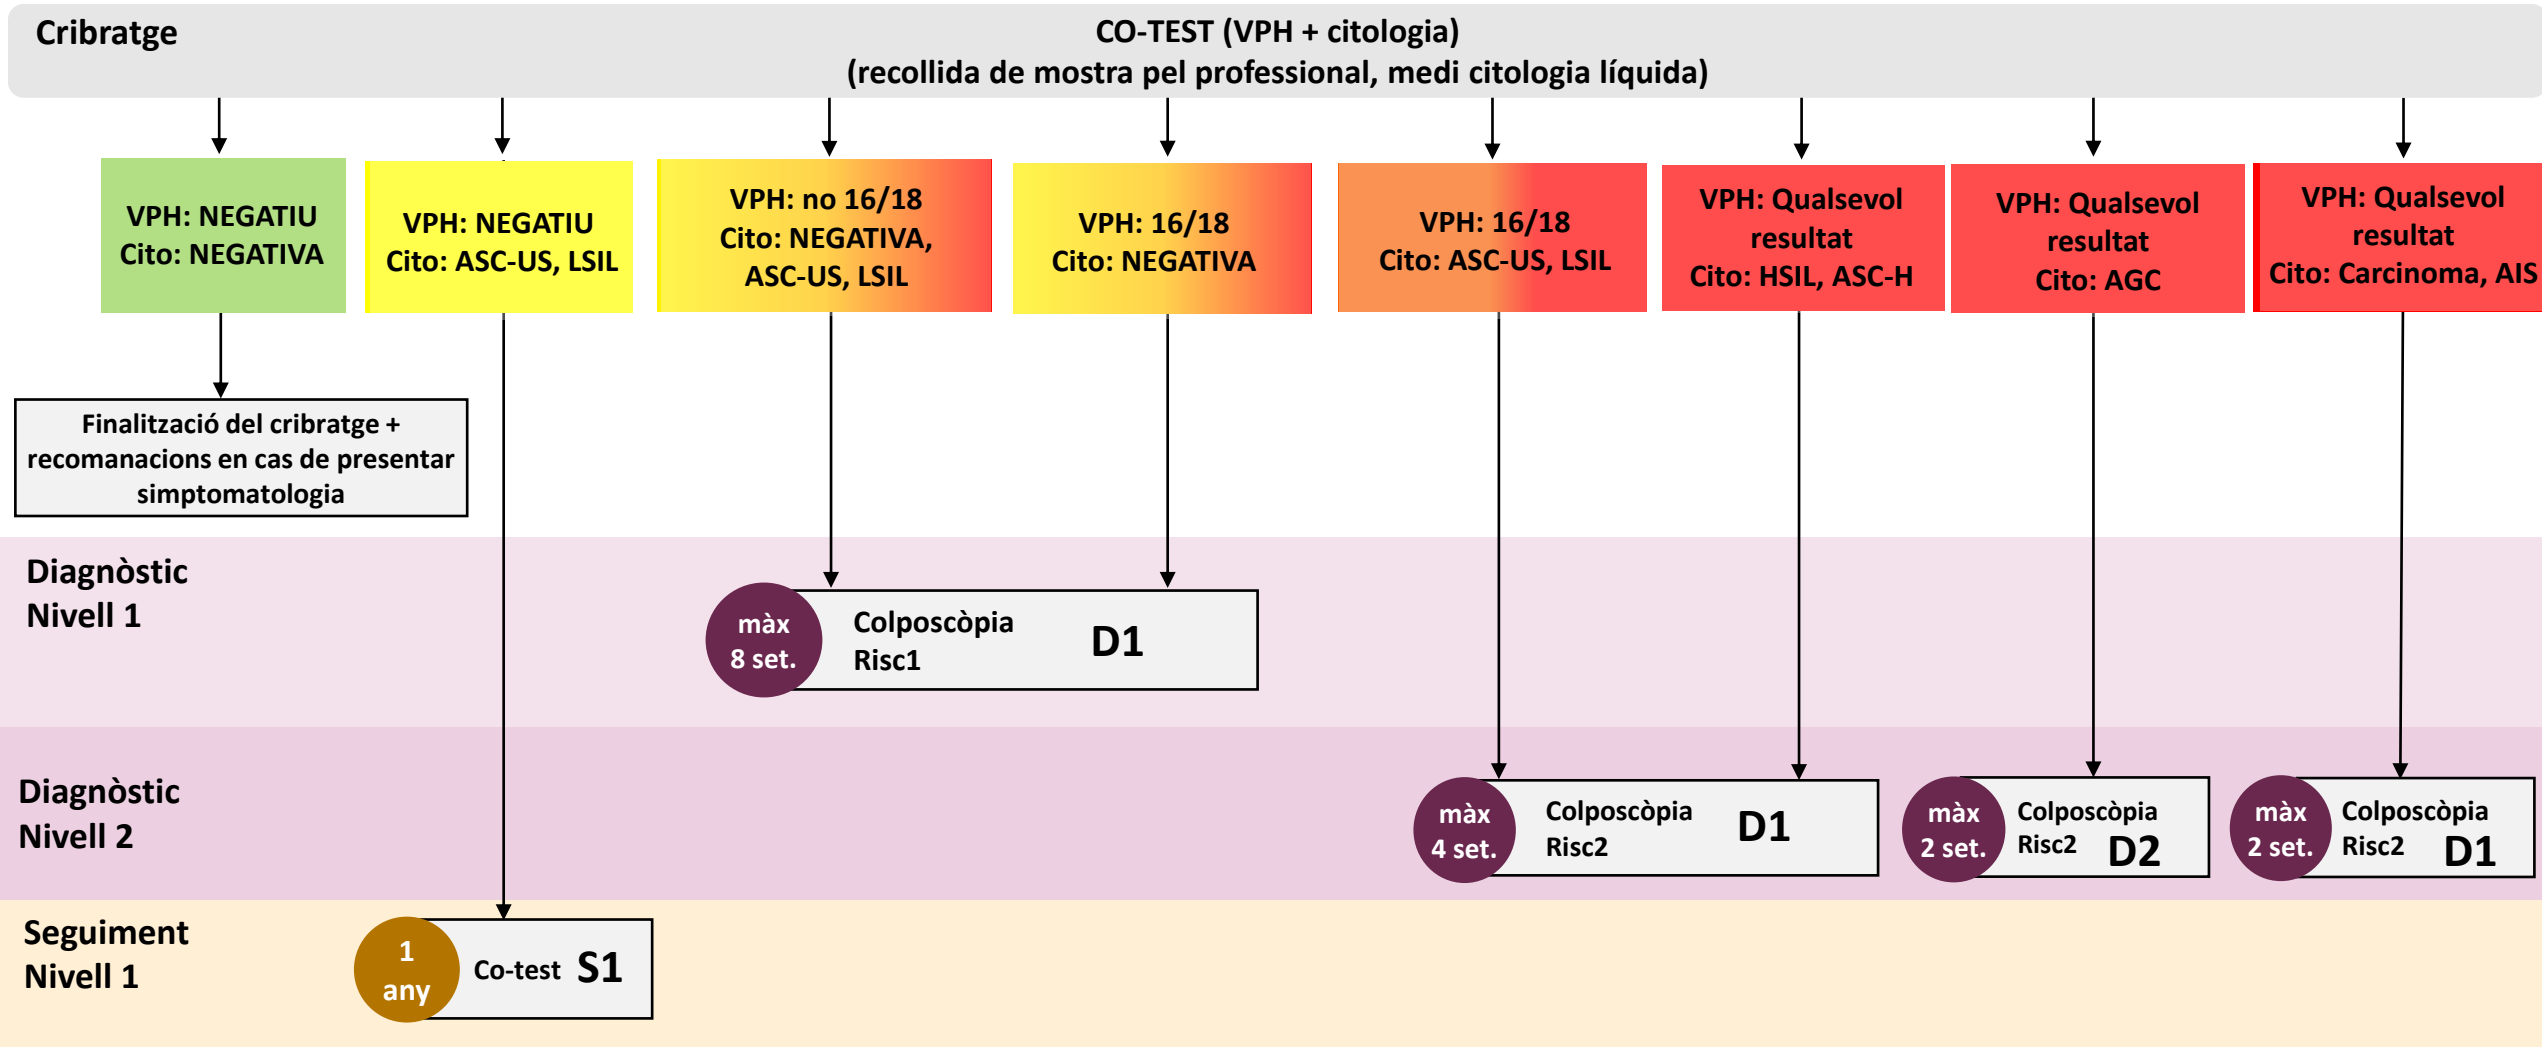 Cribratge
CO-TEST (VPH + citologia)
(recollida de mostra pel professional, medi citologia líquida)
VPH: NEGATIU
Cito: NEGATIVA
VPH: NEGATIU
Cito: ASC-US, LSIL
VPH: no 16/18
Cito: NEGATIVA,
ASC-US, LSIL
VPH: 16/18
Cito: NEGATIVA
VPH: 16/18
Cito: ASC-US, LSIL
VPH: Qualsevol
resultat
Cito: HSIL, ASC-H
VPH: Qualsevol
resultat
Cito: AGC
VPH: Qualsevol
resultat
Cito: Carcinoma, AIS
Finalització del cribratge +
recomanacions en cas de presentar
simptomatologia
Diagnòstic
Nivell 1
màx
8 set.
Colposcòpia
Risc1
D1
Diagnòstic
Nivell 2
màx
4 set.
Colposcòpia
Risc2
D1
màx
2 set.
Colposcòpia
Risc2
D2
màx
2 set.
Colposcòpia
Risc2
D1
Seguiment
Nivell 1
1
any
Co-test S1